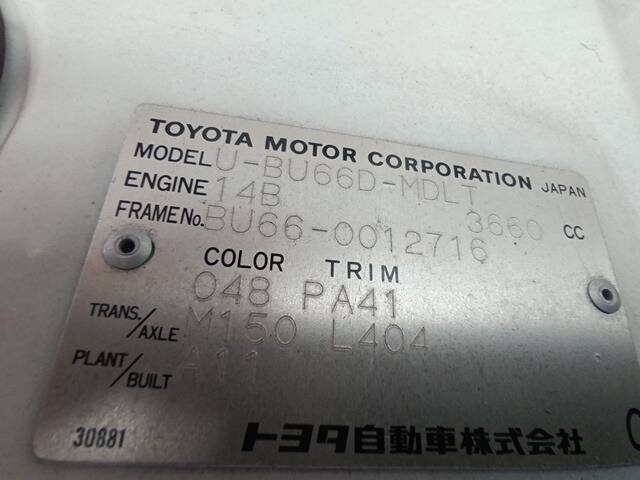 TOYOTA MOTOR CORPORATION JAPAN
MODEL U-BU66D-MDLT
ENGINE 14B 3660 CC
FRAME No. BU66-0012716
COLOR TRIM
048 PA41
TRANS./AXLE M150 L404
PLANT/BUILT A11
30881 トヨタ自動車株式会社